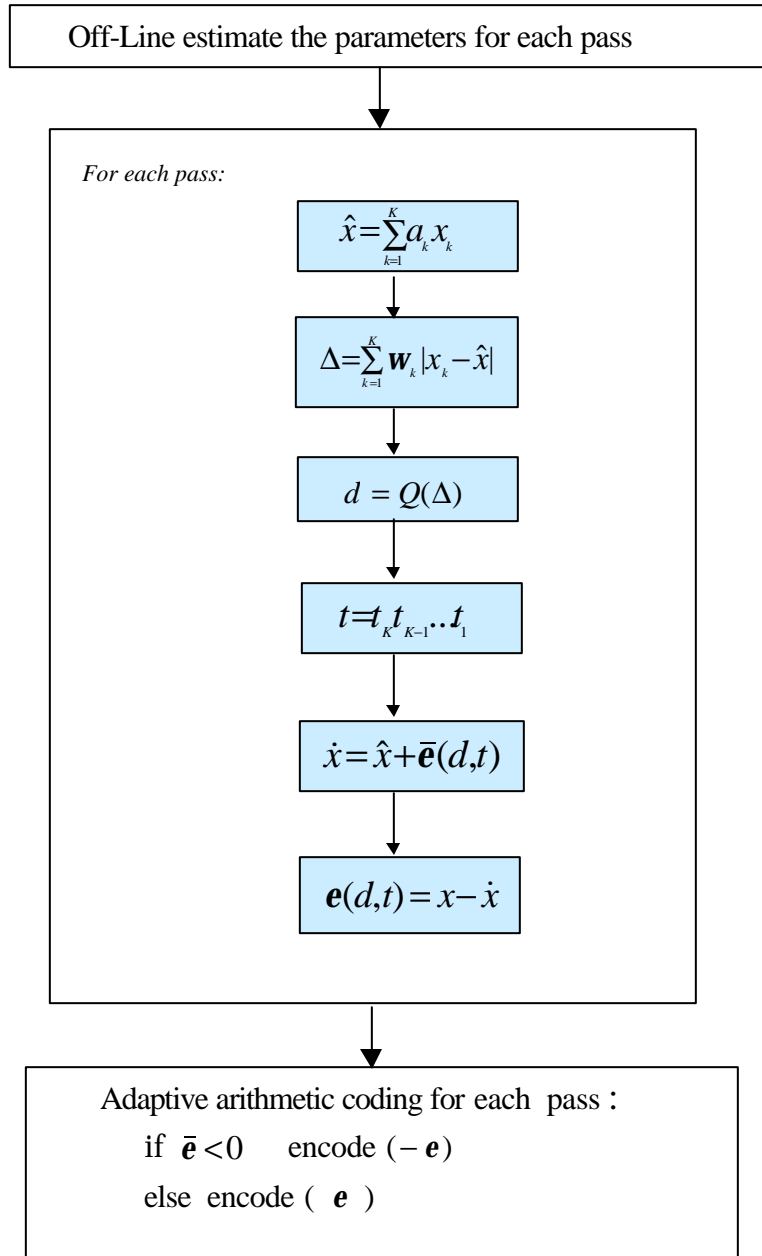 Off-Line estimate the parameters for each pass
For each pass:
x̂=∑_{k=1}^{K} a_k x_k
Δ=∑_{k=1}^{K} w_k |x_k − x̂|
d = Q(Δ)
t=t_K t_{K−1}...t_1
ẋ= x̂+ē(d,t)
e(d,t)= x− ẋ
Adaptive arithmetic coding for each pass :
if ē <0 encode (− e)
else encode ( e )